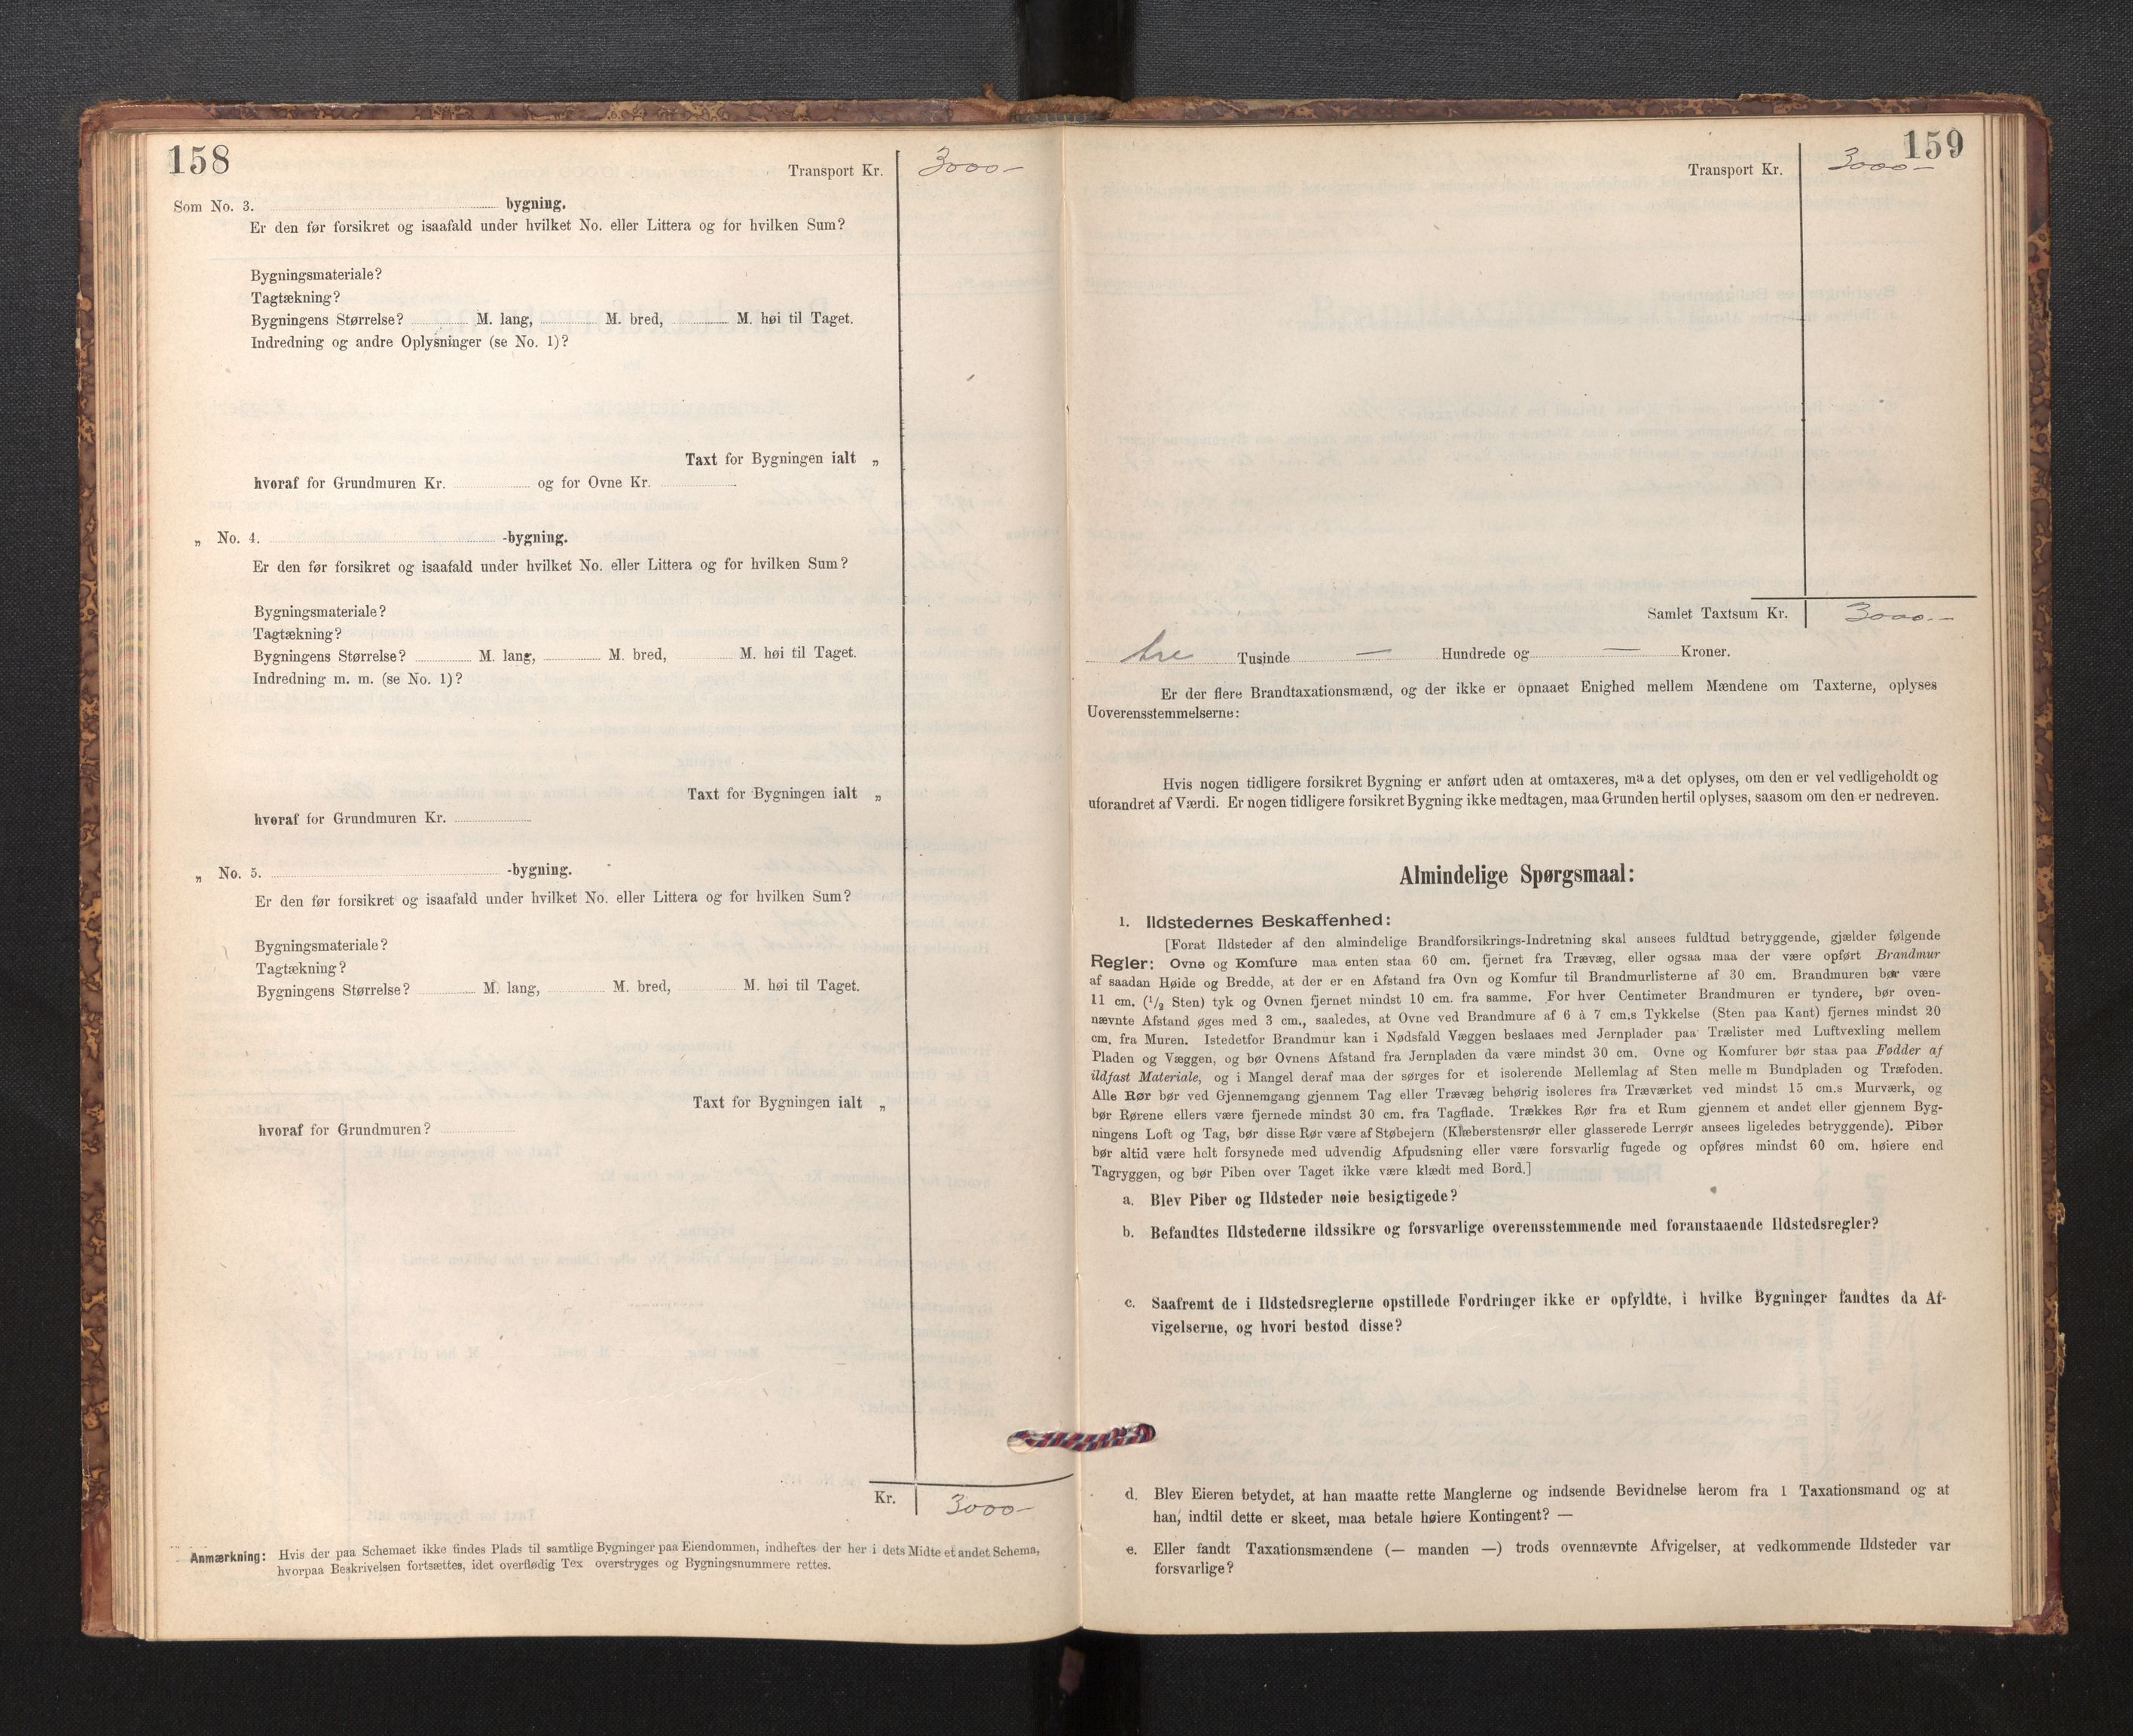 158
Transport Kr. 3000–
Som No. 3. bygning.
Er den før forsikret og isaafald under hvilket No. eller Littera og for hvilken Sum?
Bygningsmateriale?
Tagtækning?
Bygningens Størrelse? M. lang, M. bred, M. høi til Taget.
Indredning og andre Oplysninger (se No. 1)?
Taxt for Bygningen ialt „
hvoraf for Grundmuren Kr. og for Ovne Kr.
„ No. 4. -bygning.
Er den før forsikret og isaafald under hvilket No. eller Littera og for hvilken Sum?
Bygningsmateriale?
Tagtækning?
Bygningens Størrelse? M. lang, M. bred, M. høi til Taget.
Indredning m. m. (se No. 1)?
Taxt for Bygningen ialt „
hvoraf for Grundmuren Kr.
„ No. 5. -bygning.
Er den før forsikret og isaafald under hvilket No. eller Littera og for hvilken Sum?
Bygningsmateriale?
Tagtækning?
Bygningens Størrelse? M. lang, M. bred, M. høi til Taget.
Taxt for Bygningen ialt „
hvoraf for Grundmuren?
Kr. 3000–
Anmærkning: Hvis der paa Schemaet ikke findes Plads til samtlige Bygninger paa Eiendommen, indheftes der her i dets Midte et andet Schema,
hvorpaa Beskrivelsen fortsættes, idet overflødig Tex overstryges og Bygningsnummere rettes.
159
Transport Kr. 3000–
Samlet Taxtsum Kr. 3000.–
tre Tusinde — Hundrede og — Kroner.
Er der flere Brandtaxationsmænd, og der ikke er opnaaet Enighed mellem Mændene om Taxterne, oplyses
Uoverensstemmelserne:
Hvis nogen tidligere forsikret Bygning er anført uden at omtaxeres, maa det oplyses, om den er vel vedligeholdt og
uforandret af Værdi. Er nogen tidligere forsikret Bygning ikke medtagen, maa Grunden hertil oplyses, saasom om den er nedreven.
Almindelige Spørgsmaal:
1. Ildstedernes Beskaffenhed:
[Forat Ildsteder af den almindelige Brandforsikrings-Indretning skal ansees fuldtud betryggende, gjælder følgende
Regler: Ovne og Komfure maa enten staa 60 cm. fjernet fra Trævæg, eller ogsaa maa der være opført Brandmur
af saadan Høide og Bredde, at der er en Afstand fra Ovn og Komfur til Brandmurlisterne af 30 cm. Brandmuren bør være
11 cm. (½ Sten) tyk og Ovnen fjernet mindst 10 cm. fra samme. For hver Centimeter Brandmuren er tyndere, bør oven-
nævnte Afstand øges med 3 cm., saaledes, at Ovne ved Brandmure af 6 à 7 cm.s Tykkelse (Sten paa Kant) fjernes mindst 20
cm. fra Muren. Istedetfor Brandmur kan i Nødsfald Væggen beslaaes med Jernplader paa Trælister med Luftvexling mellem
Pladen og Væggen, og bør Ovnens Afstand fra Jernpladen da være mindst 30 cm. Ovne og Komfurer bør staa paa Fødder af
ildfast Materiale, og i Mangel deraf maa der sørges for et isolerende Mellemlag af Sten mellem Bundpladen og Træfoden.
Alle Rør bør ved Gjennemgang gjennem Tag eller Trævæg behørig isoleres fra Træværket ved mindst 15 cm.s Murværk, og
bør Rørene ellers være fjernede mindst 30 cm. fra Tagflade. Trækkes Rør fra et Rum gjennem et andet eller gjennem Byg-
ningens Loft og Tag, bør disse Rør være af Støbejern (Klæberstensrør eller glasserede Lerrør ansees ligeledes betryggende). Piber
bør altid være helt forsynede med udvendig Afpudsning eller være forsvarlig fugede og opføres mindst 60 cm. høiere end
Tagryggen, og bør Piben over Taget ikke være klædt med Bord.]
a. Blev Piber og Ildsteder nøie besigtigede?
b. Befandtes Ildstederne ildssikre og forsvarlige overensstemmende med foranstaaende Ildstedsregler?
c. Saafremt de i Ildstedsreglerne opstillede Fordringer ikke er opfyldte, i hvilke Bygninger fandtes da Af-
vigelserne, og hvori bestod disse?
d. Blev Eieren betydet, at han maatte rette Manglerne og indsende Bevidnelse herom fra 1 Taxationsmand og at
han, indtil dette er skeet, maa betale høiere Kontingent? —
e. Eller fandt Taxationsmændene (— manden —) trods ovennævnte Afvigelser, at vedkommende Ildsteder var
forsvarlige?